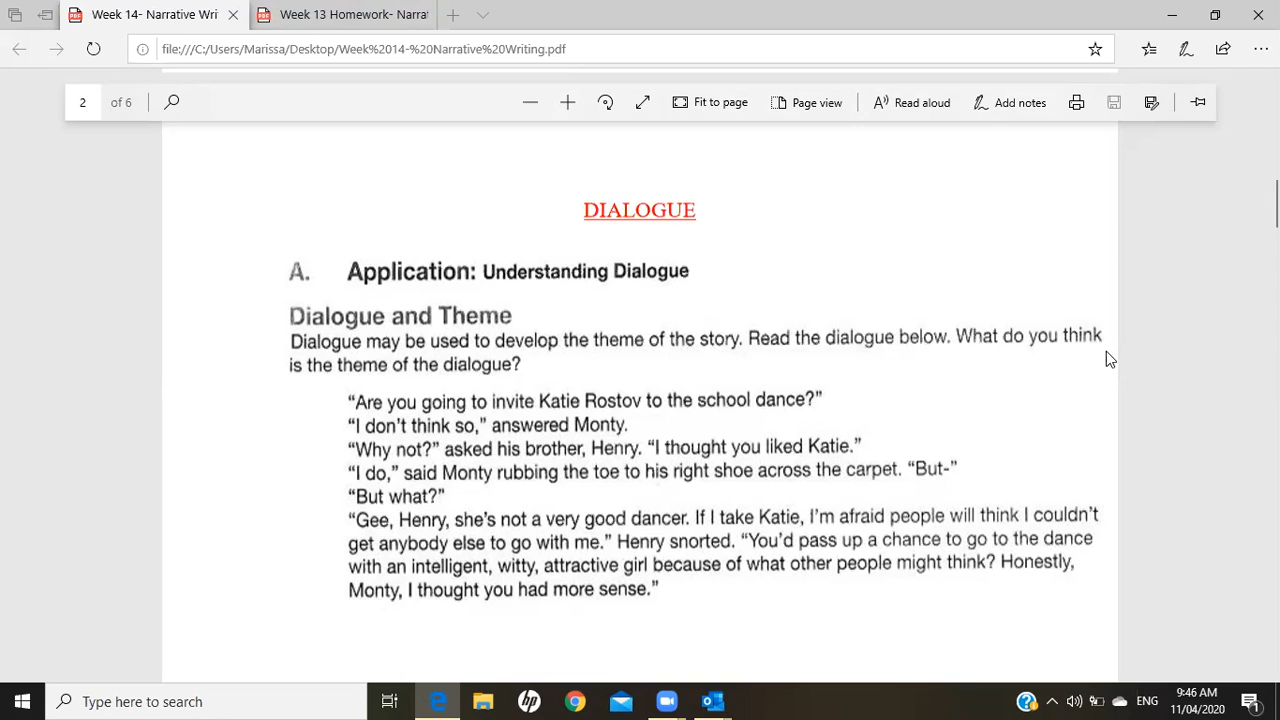 Week 14- Narrative Wri
Week 13 Homework- Narra
file:///C:/Users/Marissa/Desktop/Week%2014-%20Narrative%20Writing.pdf
2 of 6
Fit to page
Page view
Read aloud
Add notes
DIALOGUE
A. Application: Understanding Dialogue
Dialogue and Theme
Dialogue may be used to develop the theme of the story. Read the dialogue below. What do you think
is the theme of the dialogue?
“Are you going to invite Katie Rostov to the school dance?”
“I don't think so,” answered Monty.
“Why not?” asked his brother, Henry. “I thought you liked Katie.”
“I do,” said Monty rubbing the toe to his right shoe across the carpet. “But-”
“But what?”
“Gee, Henry, she's not a very good dancer. If I take Katie, I'm afraid people will think I couldn't
get anybody else to go with me.” Henry snorted. “You'd pass up a chance to go to the dance
with an intelligent, witty, attractive girl because of what other people might think? Honestly,
Monty, I thought you had more sense.”
Type here to search
hp
ENG
9:46 AM
11/04/2020
1